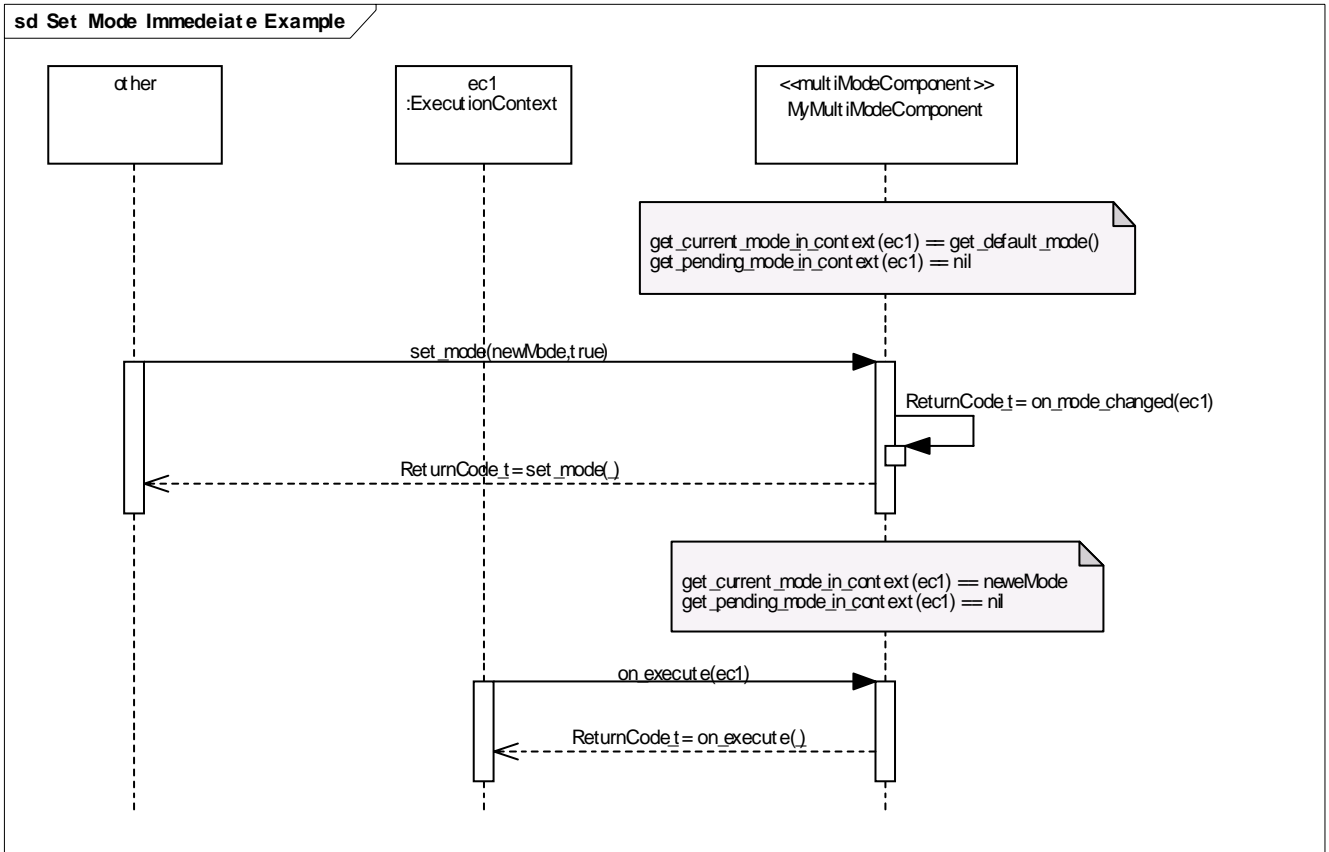 sd Set Mode Immedeiate Example
other
ec1
:ExecutionContext
<<multiModeComponent>>
MyMultiModeComponent
get_current_mode_in_context(ec1) == get_default_mode()
get_pending_mode_in_context(ec1) == nil
set_mode(newMode,true)
ReturnCode_t= on_mode_changed(ec1)
ReturnCode_t= set_mode(_)
get_current_mode_in_context(ec1) == neweMode
get_pending_mode_in_context(ec1) == nil
on_execute(ec1)
ReturnCode_t= on_execute(_)